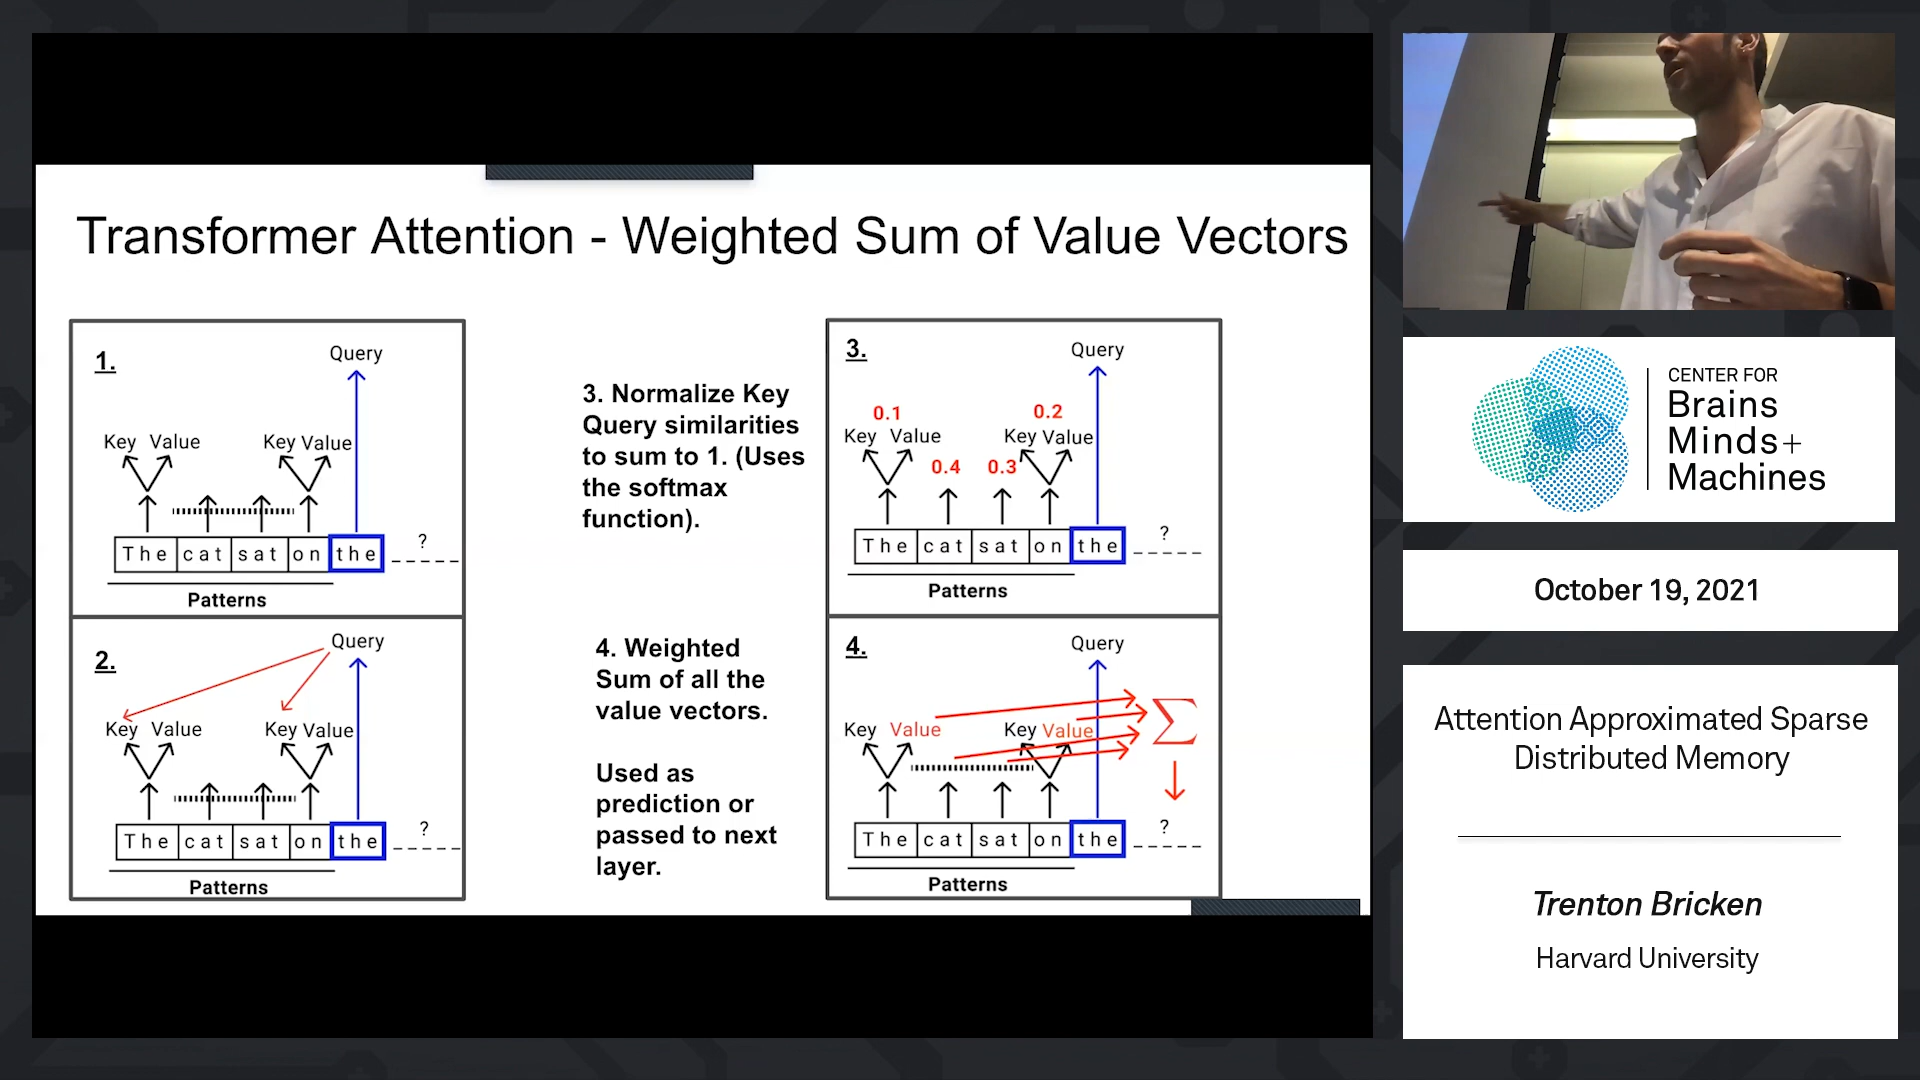 Transformer Attention - Weighted Sum of Value Vectors
1.
Query
Key Value
Key Value
The cat sat on the
?
Patterns
2.
Query
Key Value
Key Value
The cat sat on the
?
Patterns
3. Normalize Key
Query similarities
to sum to 1. (Uses
the softmax
function).
4. Weighted
Sum of all the
value vectors.
Used as
prediction or
passed to next
layer.
3.
Query
0.1
0.2
Key Value
Key Value
0.4
0.3
The cat sat on the
?
Patterns
4.
Query
Key Value
Key Value
∑
The cat sat on the
?
Patterns
CENTER FOR
Brains
Minds+
Machines
October 19, 2021
Attention Approximated Sparse
Distributed Memory
Trenton Bricken
Harvard University